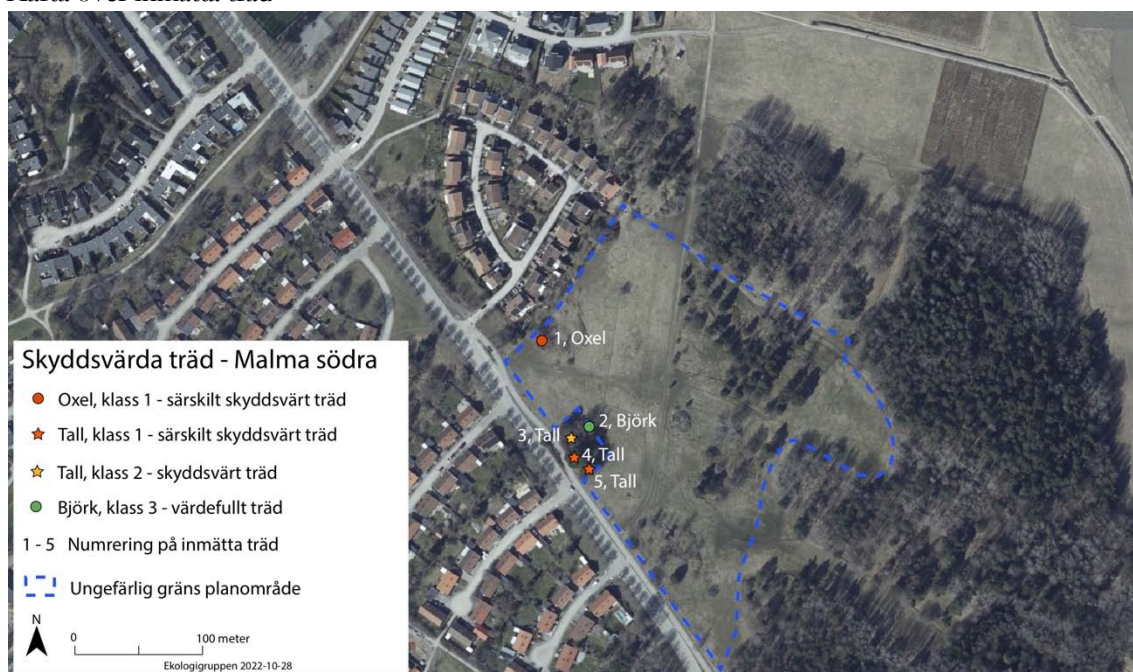 Karta över inmätta träd
1, Oxel
2, Björk
3, Tall
4, Tall
5, Tall
Skyddsvärda träd - Malma södra
Oxel, klass 1 - särskilt skyddsvärt träd
Tall, klass 1 - särskilt skyddsvärt träd
Tall, klass 2 - skyddsvärt träd
Björk, klass 3 - värdefullt träd
1 - 5 Numrering på inmätta träd
Ungefärlig gräns planområde
N
0 100 meter
Ekologigruppen 2022-10-28